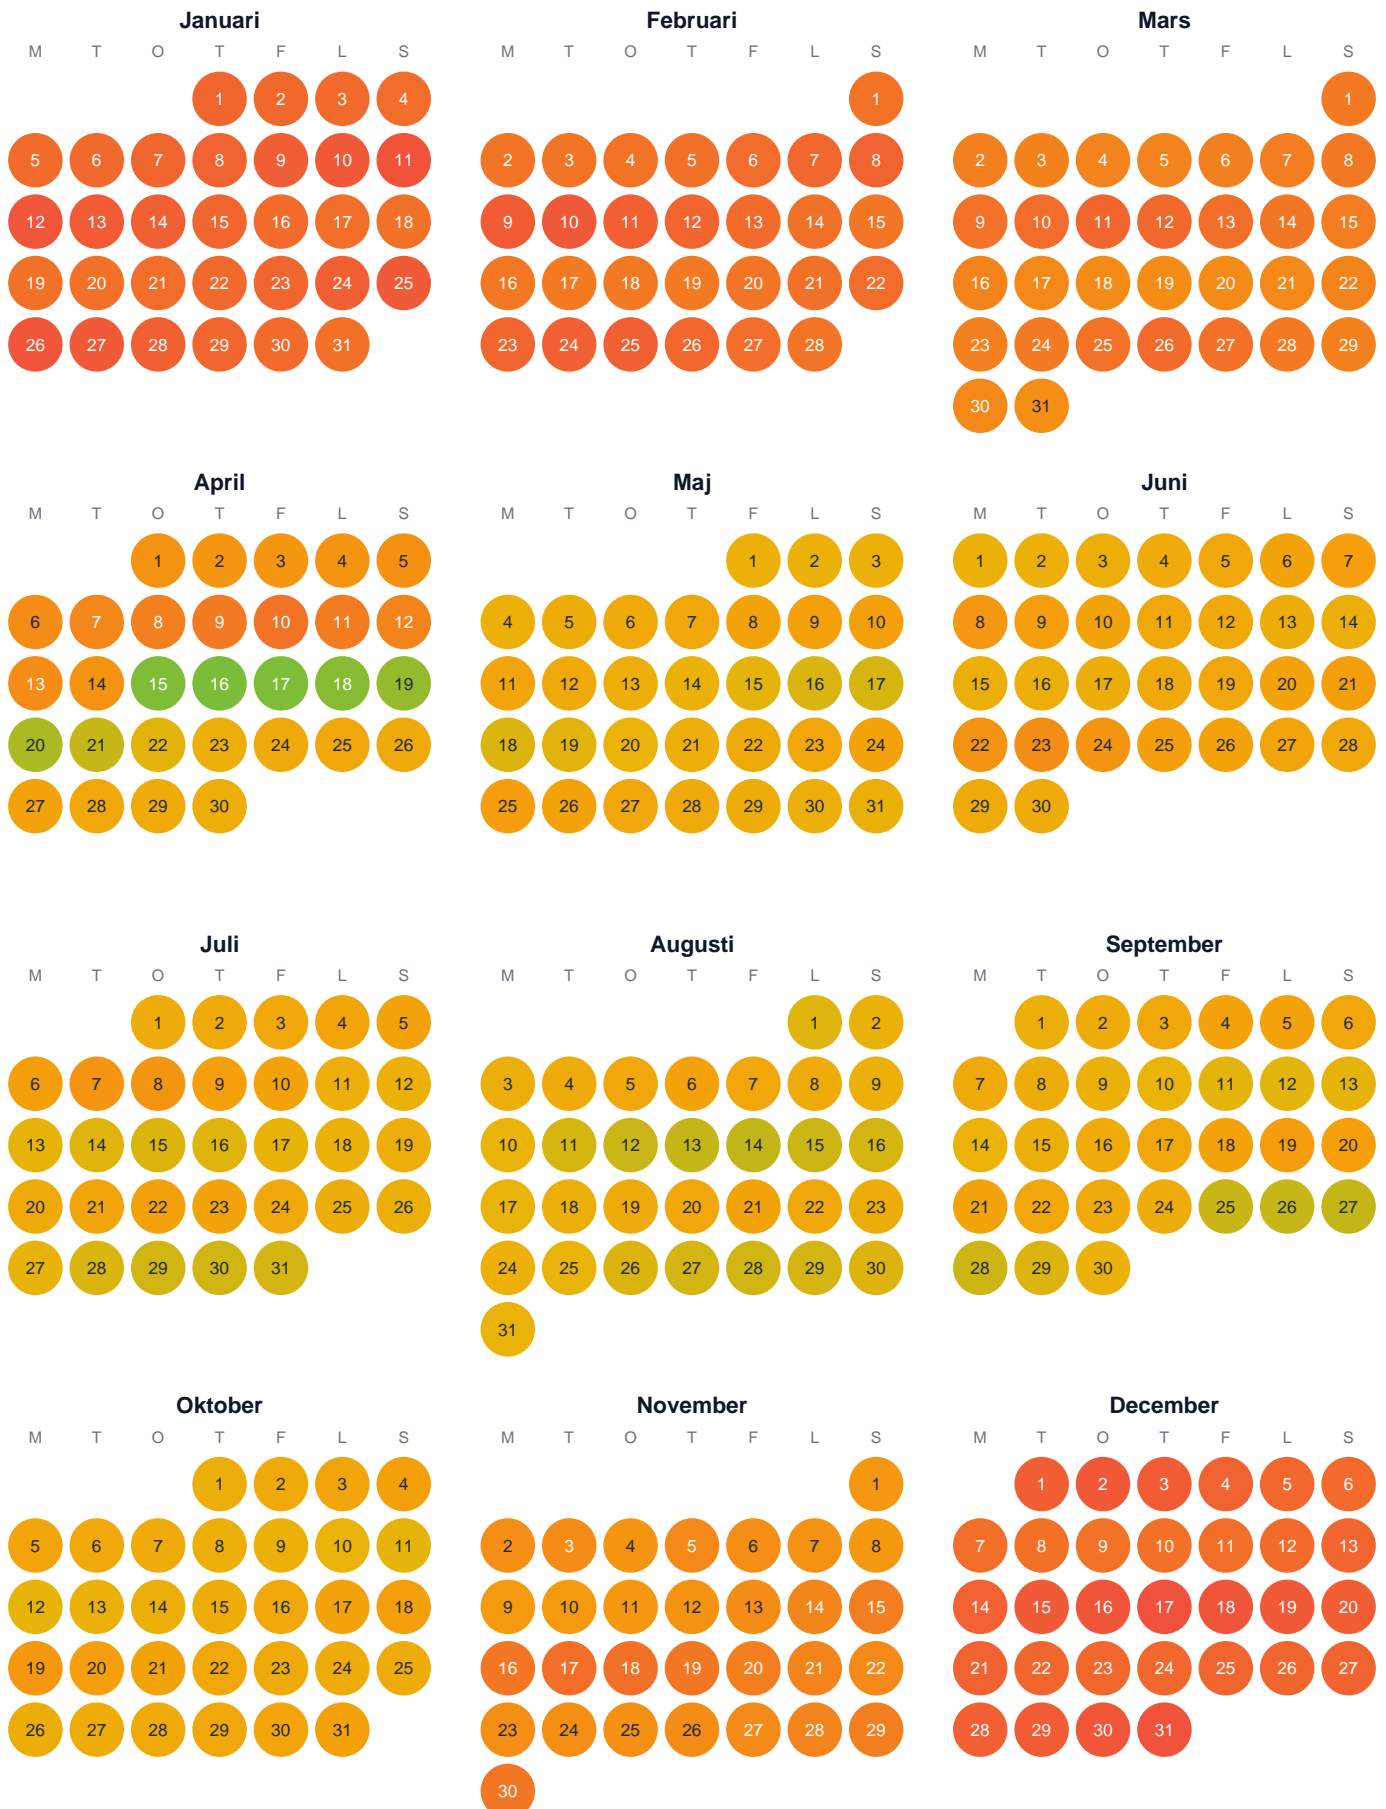 Januari Februari Mars
M T O T F L S M T O T F L S M T O T F L S
1 2 3 4 1 1
5 6 7 8 9 10 11 2 3 4 5 6 7 8 2 3 4 5 6 7 8
12 13 14 15 16 17 18 9 10 11 12 13 14 15 9 10 11 12 13 14 15
19 20 21 22 23 24 25 16 17 18 19 20 21 22 16 17 18 19 20 21 22
26 27 28 29 30 31 23 24 25 26 27 28 23 24 25 26 27 28 29
30 31
April Maj Juni
M T O T F L S M T O T F L S M T O T F L S
1 2 3 4 5 1 2 3 1 2 3 4 5 6 7
6 7 8 9 10 11 12 4 5 6 7 8 9 10 8 9 10 11 12 13 14
13 14 15 16 17 18 19 11 12 13 14 15 16 17 15 16 17 18 19 20 21
20 21 22 23 24 25 26 18 19 20 21 22 23 24 22 23 24 25 26 27 28
27 28 29 30 25 26 27 28 29 30 31 29 30
Juli Augusti September
M T O T F L S M T O T F L S M T O T F L S
1 2 3 4 5 1 2 1 2 3 4 5 6
6 7 8 9 10 11 12 3 4 5 6 7 8 9 7 8 9 10 11 12 13
13 14 15 16 17 18 19 10 11 12 13 14 15 16 14 15 16 17 18 19 20
20 21 22 23 24 25 26 17 18 19 20 21 22 23 21 22 23 24 25 26 27
27 28 29 30 31 24 25 26 27 28 29 30 28 29 30
31
Oktober November December
M T O T F L S M T O T F L S M T O T F L S
1 2 3 4 1 1 2 3 4 5 6
5 6 7 8 9 10 11 2 3 4 5 6 7 8 7 8 9 10 11 12 13
12 13 14 15 16 17 18 9 10 11 12 13 14 15 14 15 16 17 18 19 20
19 20 21 22 23 24 25 16 17 18 19 20 21 22 21 22 23 24 25 26 27
26 27 28 29 30 31 23 24 25 26 27 28 29 28 29 30 31
30